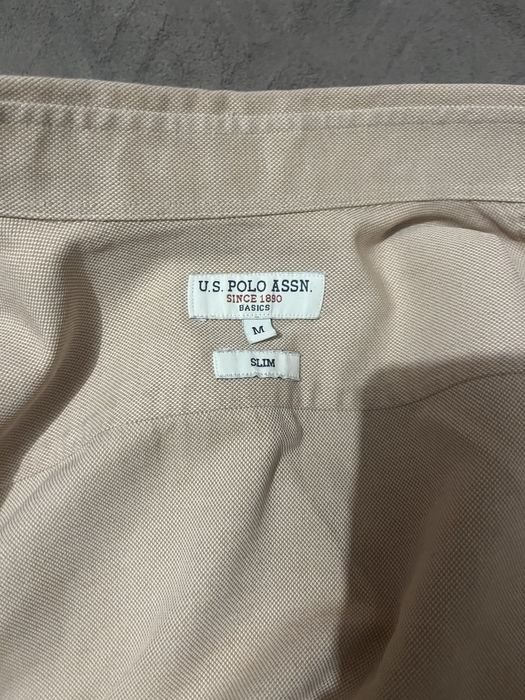 U.S. POLO ASSN.
SINCE 1890
BASICS
M
SLIM